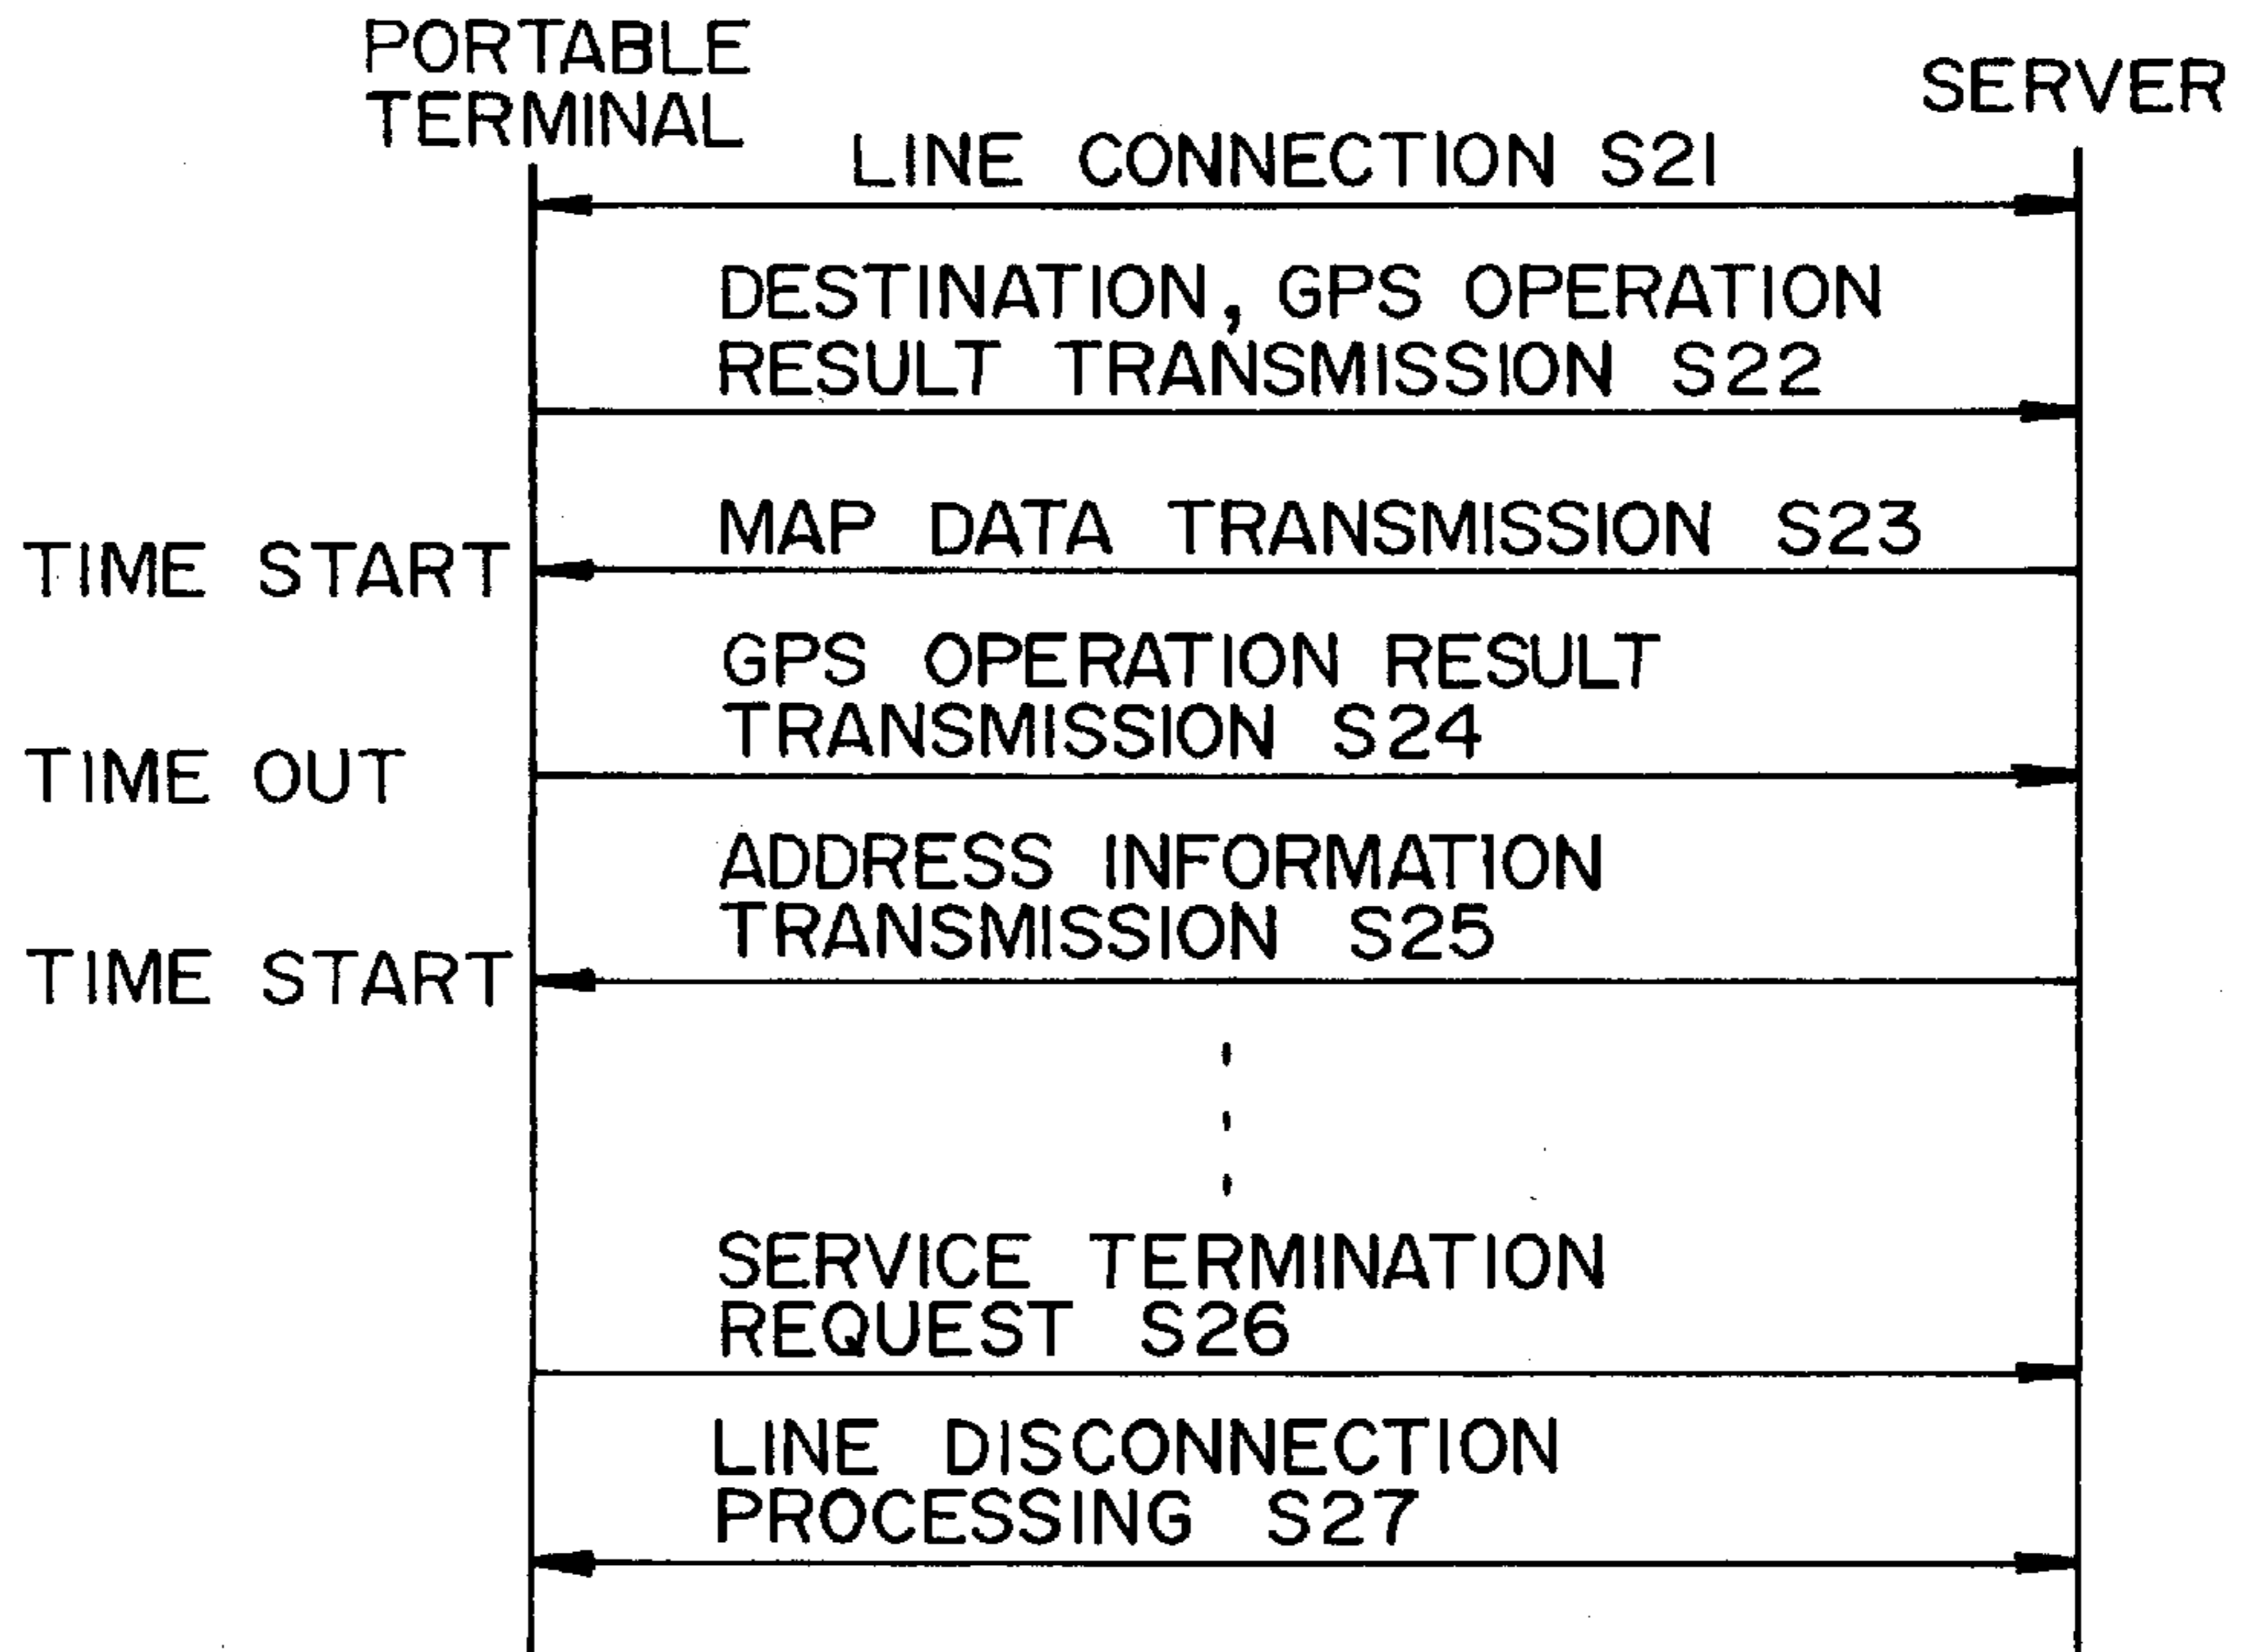 PORTABLE
TERMINAL
SERVER
LINE CONNECTION S21
DESTINATION, GPS OPERATION
RESULT TRANSMISSION S22
MAP DATA TRANSMISSION S23
TIME START
GPS OPERATION RESULT
TRANSMISSION S24
TIME OUT
ADDRESS INFORMATION
TRANSMISSION S25
TIME START
SERVICE TERMINATION
REQUEST S26
LINE DISCONNECTION
PROCESSING S27